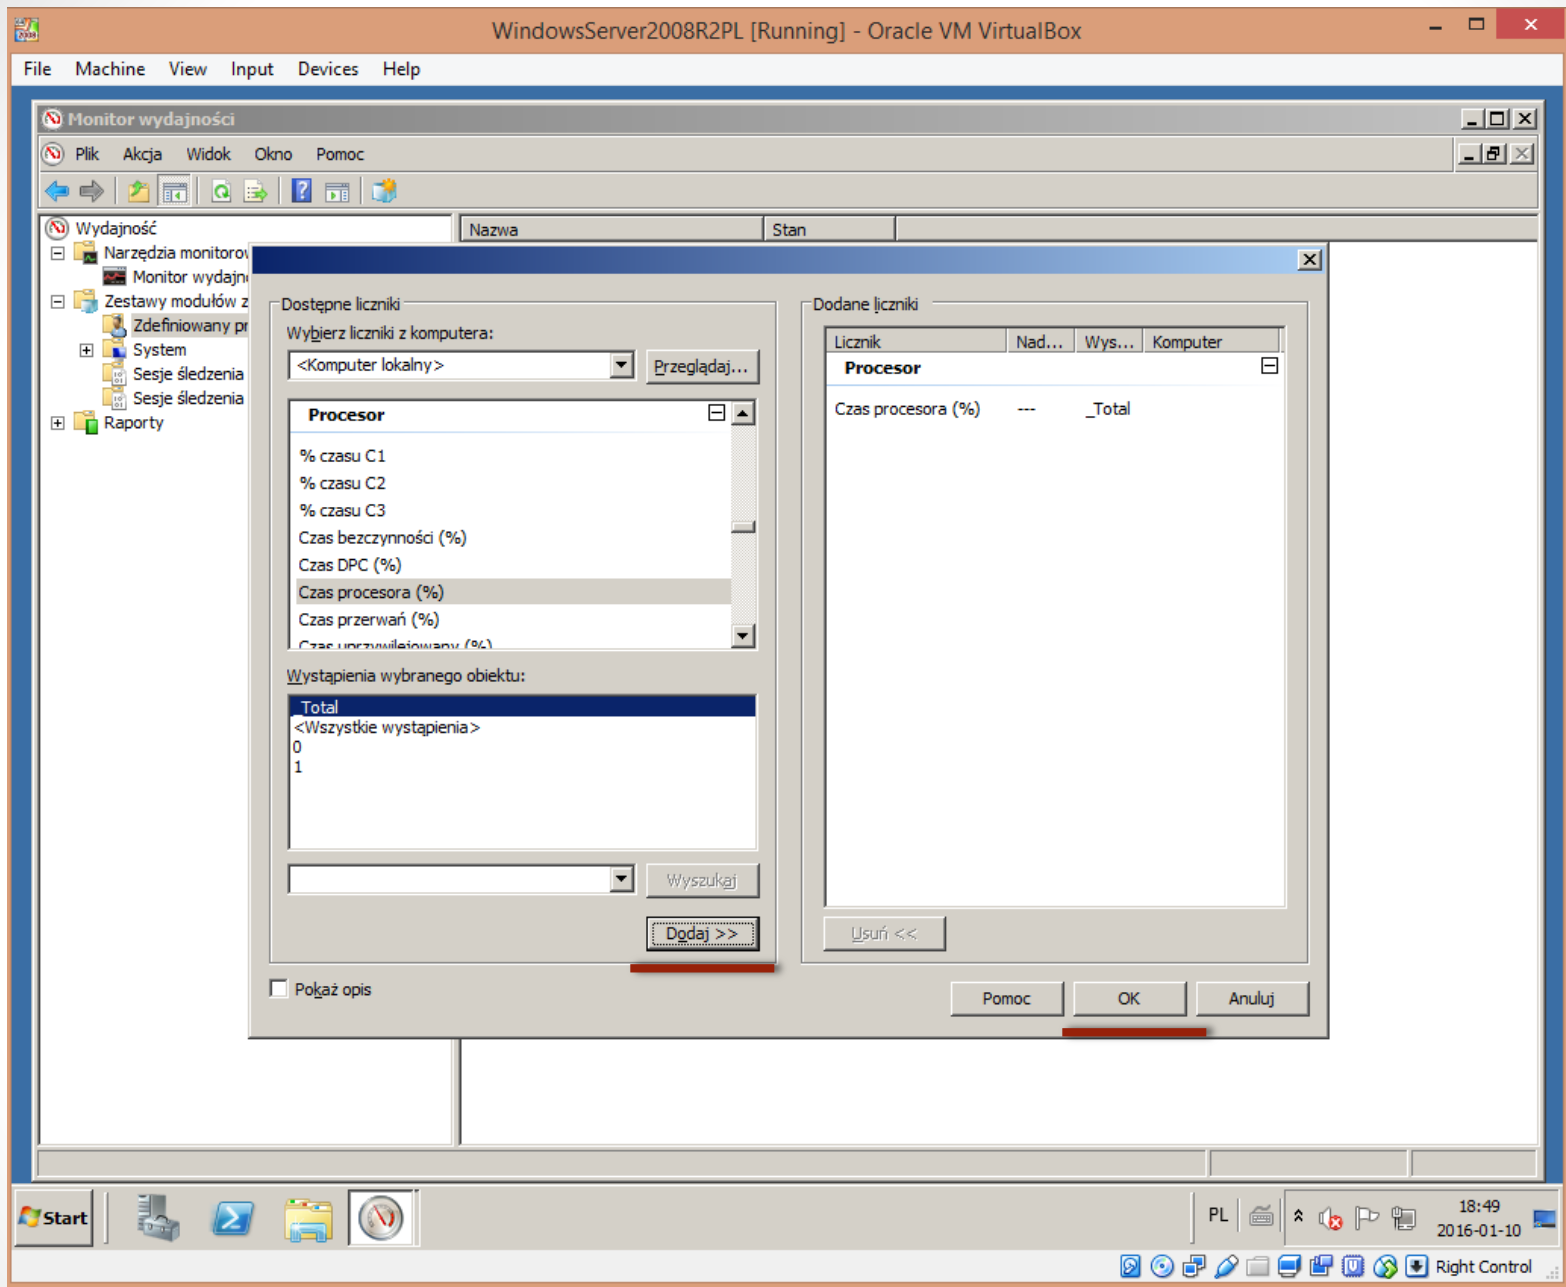 WindowsServer2008R2PL [Running] - Oracle VM VirtualBox
File Machine View Input Devices Help
Monitor wydajności
Plik Akcja Widok Okno Pomoc
Wydajność
Narzędzia monitorow
Monitor wydajno
Zestawy modułów z
Zdefiniowany pr
System
Sesje śledzenia
Sesje śledzenia
Raporty
Nazwa Stan
Dostępne liczniki
Wybierz liczniki z komputera:
<Komputer lokalny>
Przeglądaj...
Procesor
% czasu C1
% czasu C2
% czasu C3
Czas bezczynności (%)
Czas DPC (%)
Czas procesora (%)
Czas przerwań (%)
Czas uprzywilejowany (%)
Wystąpienia wybranego obiektu:
_Total
<Wszystkie wystąpienia>
0
1
Wyszukaj
Dodaj >>
Pokaż opis
Dodane liczniki
Licznik Nad... Wys... Komputer
Procesor
Czas procesora (%) --- _Total
Usuń <<
Pomoc OK Anuluj
Start
PL
18:49
2016-01-10
Right Control